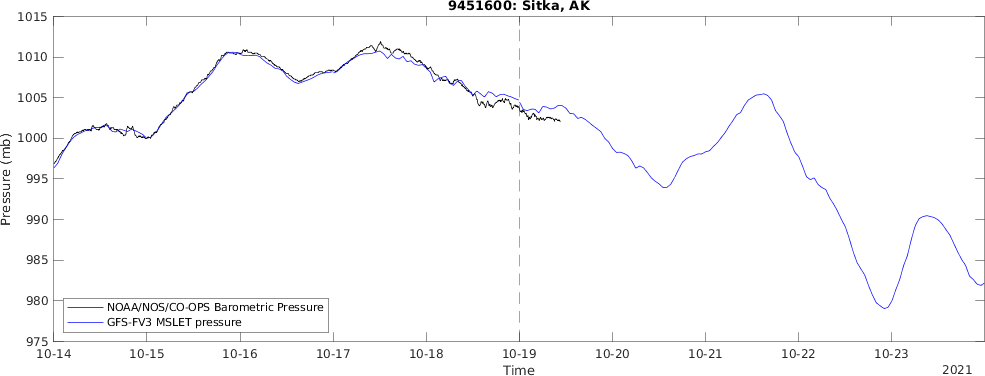 9451600: Sitka, AK
1015
1010
1005
1000
995
990
985
980
975
Pressure (mb)
NOAA/NOS/CO-OPS Barometric Pressure
GFS-FV3 MSLET pressure
10-14 10-15 10-16 10-17 10-18 10-19 10-20 10-21 10-22 10-23
Time
2021